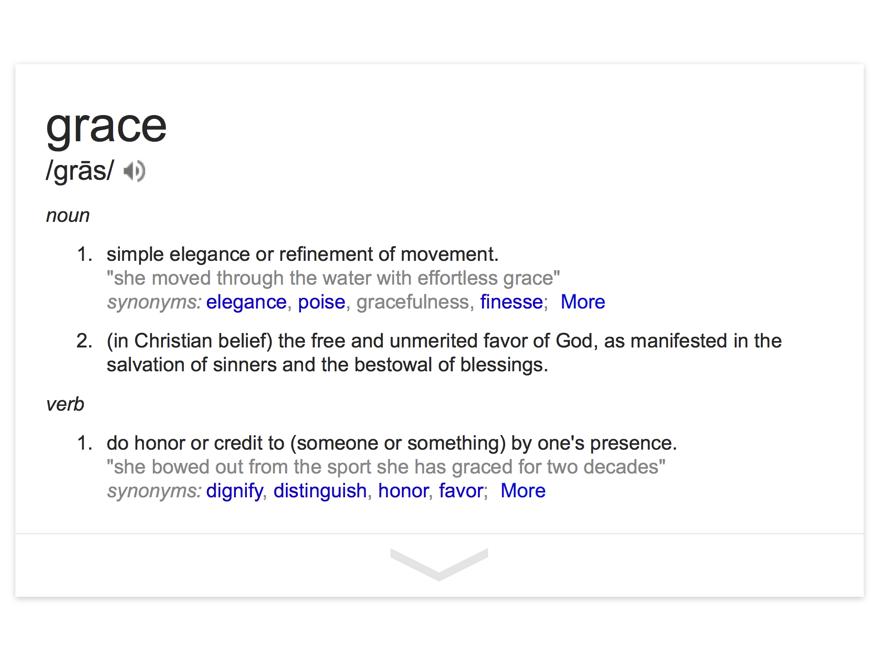 grace
/grās/
noun
1. simple elegance or refinement of movement.
"she moved through the water with effortless grace"
synonyms: elegance, poise, gracefulness, finesse; More
2. (in Christian belief) the free and unmerited favor of God, as manifested in the
salvation of sinners and the bestowal of blessings.
verb
1. do honor or credit to (someone or something) by one's presence.
"she bowed out from the sport she has graced for two decades"
synonyms: dignify, distinguish, honor, favor; More